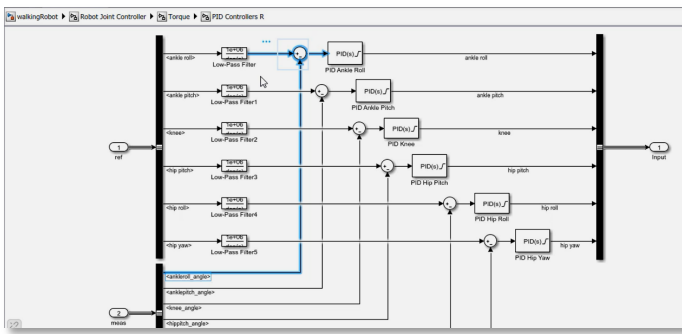 walkingRobot ▶ Robot Joint Controller ▶ Torque ▶ PID Controllers R
<ankle roll>
Low-Pass Filter
PID(s)
PID Ankle Roll
ankle roll
<ankle pitch>
Low-Pass Filter1
PID(s)
PID Ankle Pitch
ankle pitch
<knee>
Low-Pass Filter2
PID(s)
PID Knee
knee
1
ref
1
Input
<hip pitch>
Low-Pass Filter3
PID(s)
PID Hip Pitch
hip pitch
<hip roll>
Low-Pass Filter4
PID(s)
PID Hip Roll
hip roll
<hip yaw>
Low-Pass Filter5
PID(s)
PID Hip Yaw
hip yaw
<ankleroll_angle>
<anklepitch_angle>
<knee_angle>
<hippitch_angle>
2
meas